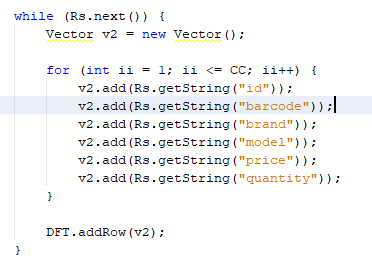 while (Rs.next()) {
Vector v2 = new Vector();
for (int ii = 1; ii <= CC; ii++) {
v2.add(Rs.getString("id"));
v2.add(Rs.getString("barcode"));
v2.add(Rs.getString("brand"));
v2.add(Rs.getString("model"));
v2.add(Rs.getString("price"));
v2.add(Rs.getString("quantity"));
}
DFT.addRow(v2);
}